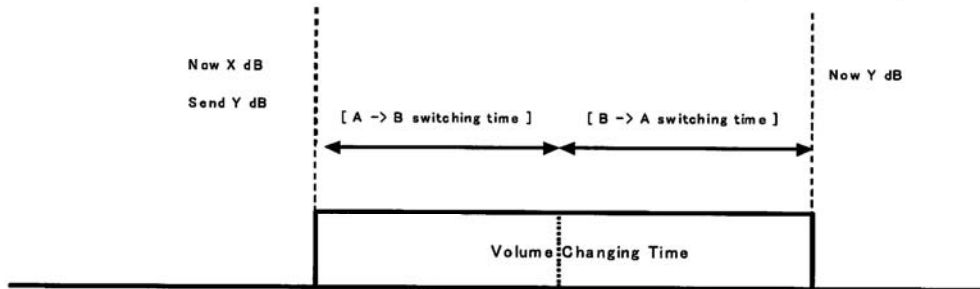 Now X dB
Send Y dB
Now Y dB
[ A -> B switching time ]
[ B -> A switching time ]
Volume Changing Time